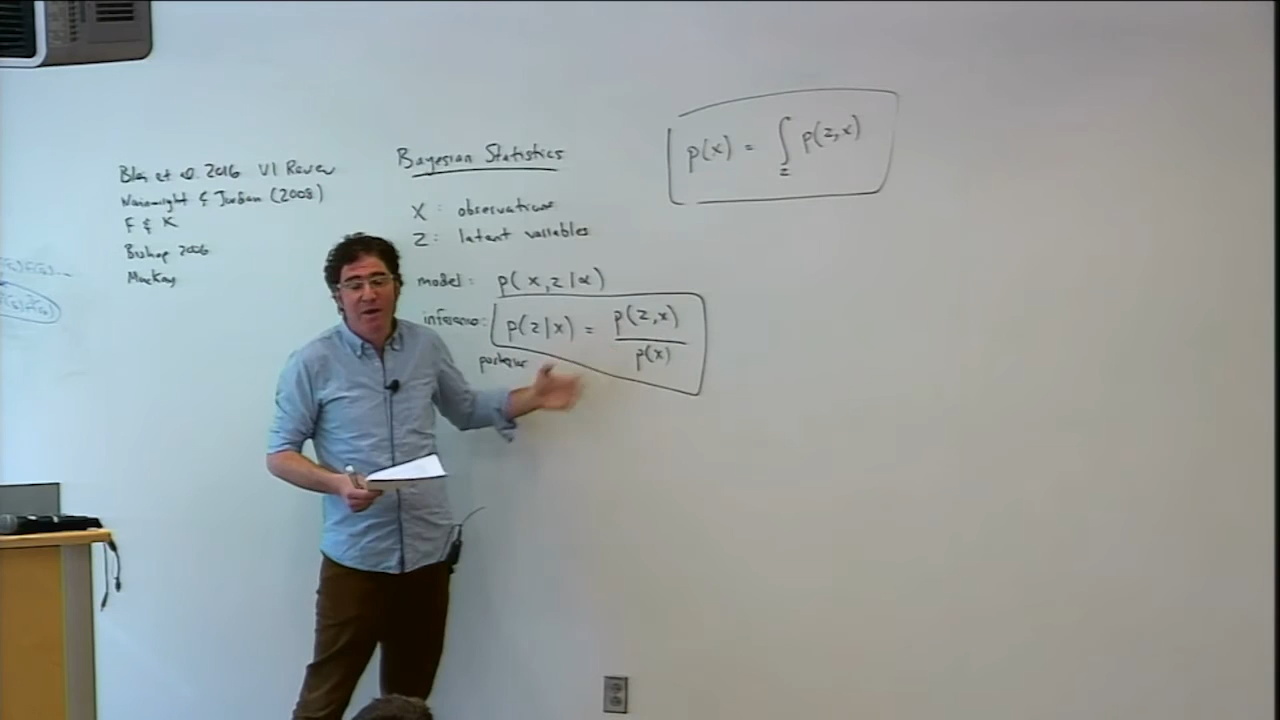 Blei et al. 2016 VI Review
Wainwright & Jordan (2008)
F & K
Bishop 2006
MacKay
Bayesian Statistics
X : observations
Z : latent variables
model : p(x,z|α)
inference: p(z|x) = p(z,x) / p(x)
posterior
p(x) = ∫z p(z,x)